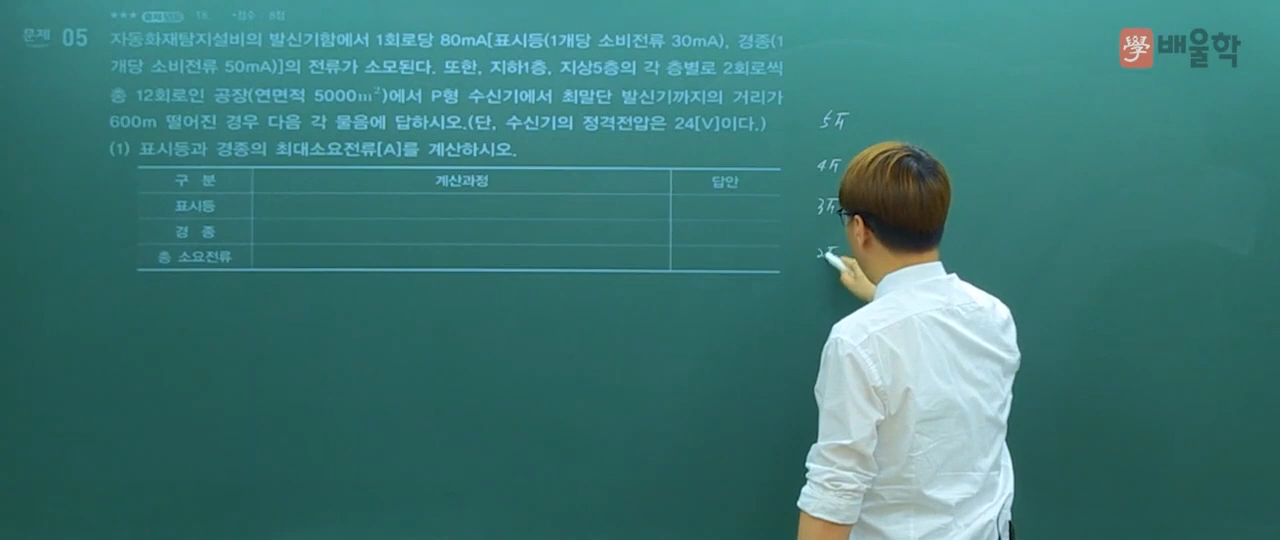 ★★★ 18 · 점수 : 8점
문제 05 자동화재탐지설비의 발신기함에서 1회로당 80mA[표시등(1개당 소비전류 30mA), 경종(1
개당 소비전류 50mA)]의 전류가 소모된다. 또한, 지하1층, 지상5층의 각 층별로 2회로씩
총 12회로인 공장(연면적 5000m²)에서 P형 수신기에서 최말단 발신기까지의 거리가
600m 떨어진 경우 다음 각 물음에 답하시오.(단, 수신기의 정격전압은 24[V]이다.)
(1) 표시등과 경종의 최대소요전류[A]를 계산하시오.
구 분 계산과정 답안
표시등
경 종
총 소요전류
學 배울학
5F
4F
3F
2F